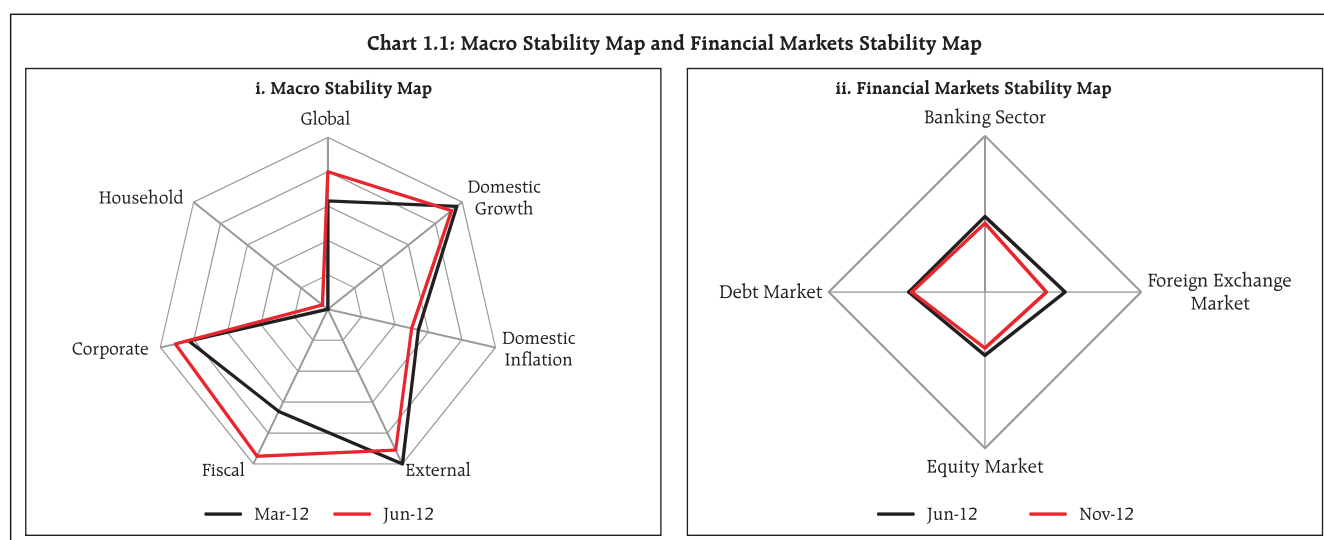 Chart 1.1: Macro Stability Map and Financial Markets Stability Map
i. Macro Stability Map
Global
Household
Domestic
Growth
Corporate
Domestic
Inflation
Fiscal
External
Mar-12
Jun-12
ii. Financial Markets Stability Map
Banking Sector
Debt Market
Foreign Exchange
Market
Equity Market
Jun-12
Nov-12